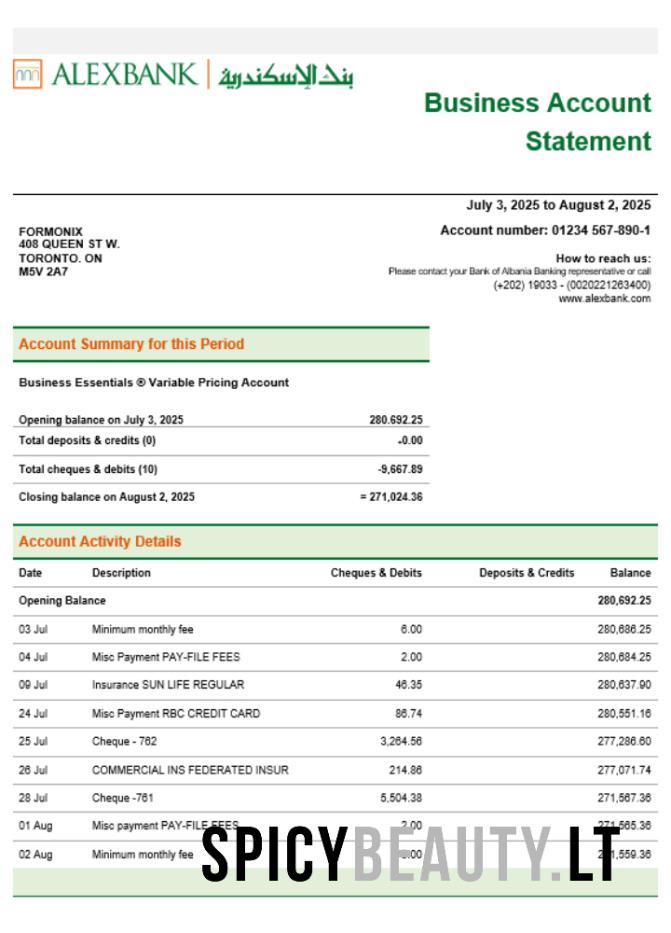 ALEXBANK | بنك الإسكندرية
Business Account
Statement
July 3, 2025 to August 2, 2025
Account number: 01234 567-890-1
FORMONIX
408 QUEEN ST W.
TORONTO. ON
M5V 2A7
How to reach us:
Please contact your Bank of Albania Banking representative or call
(+202) 19033 - (0020221263400)
www.alexbank.com
Account Summary for this Period
Business Essentials ® Variable Pricing Account
Opening balance on July 3, 2025 280.692.25
Total deposits & credits (0) -0.00
Total cheques & debits (10) -9,667.89
Closing balance on August 2, 2025 = 271,024.36
Account Activity Details
Date Description Cheques & Debits Deposits & Credits Balance
Opening Balance 280,692.25
03 Jul Minimum monthly fee 6.00 280,686.25
04 Jul Misc Payment PAY-FILE FEES 2.00 280,684.25
09 Jul Insurance SUN LIFE REGULAR 46.35 280,637.90
24 Jul Misc Payment RBC CREDIT CARD 86.74 280,551.16
25 Jul Cheque - 762 3,264.56 277,286.60
26 Jul COMMERCIAL INS FEDERATED INSUR 214.86 277,071.74
28 Jul Cheque -761 5,504.38 271,567.36
01 Aug Misc payment PAY-FILE FEES 2.00 271,565.36
02 Aug Minimum monthly fee
SPICYBEAUTY.LT